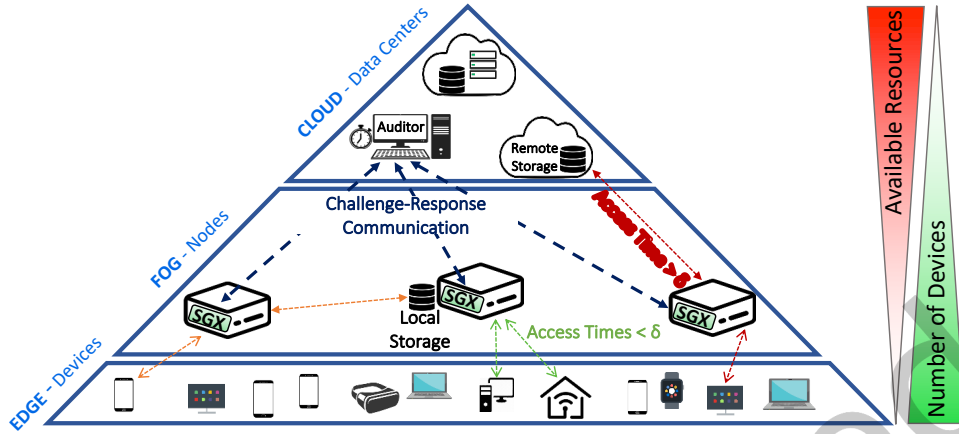 CLOUD - Data Centers
Auditor
Remote
Storage
Available Resources
Number of Devices
FOG - Nodes
Challenge-Response
Communication
Access Time > δ
SGX
SGX
SGX
Local
Storage
Access Times < δ
EDGE - Devices